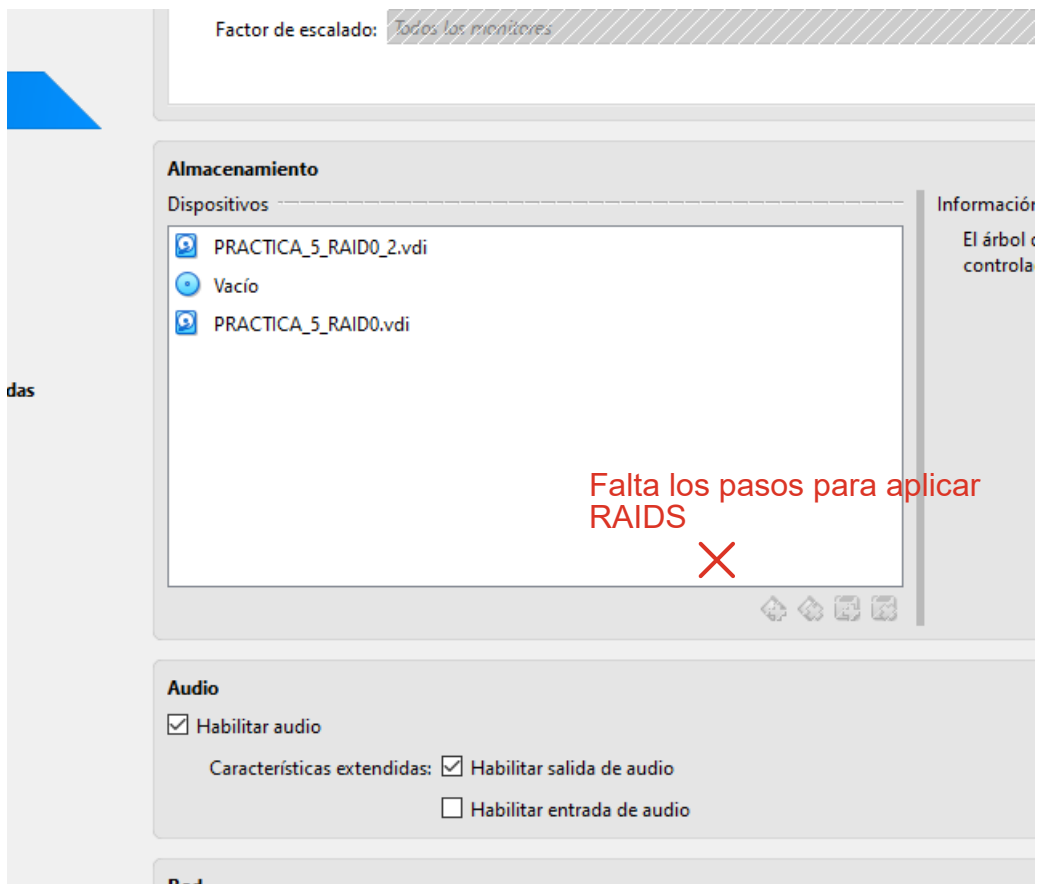 Factor de escalado: Todos los monitores
Almacenamiento
Dispositivos
Información
PRACTICA_5_RAID0_2.vdi
El árbol
controla
Vacío
PRACTICA_5_RAID0.vdi
das
Falta los pasos para aplicar
RAIDS
Audio
Habilitar audio
Características extendidas: Habilitar salida de audio
Habilitar entrada de audio